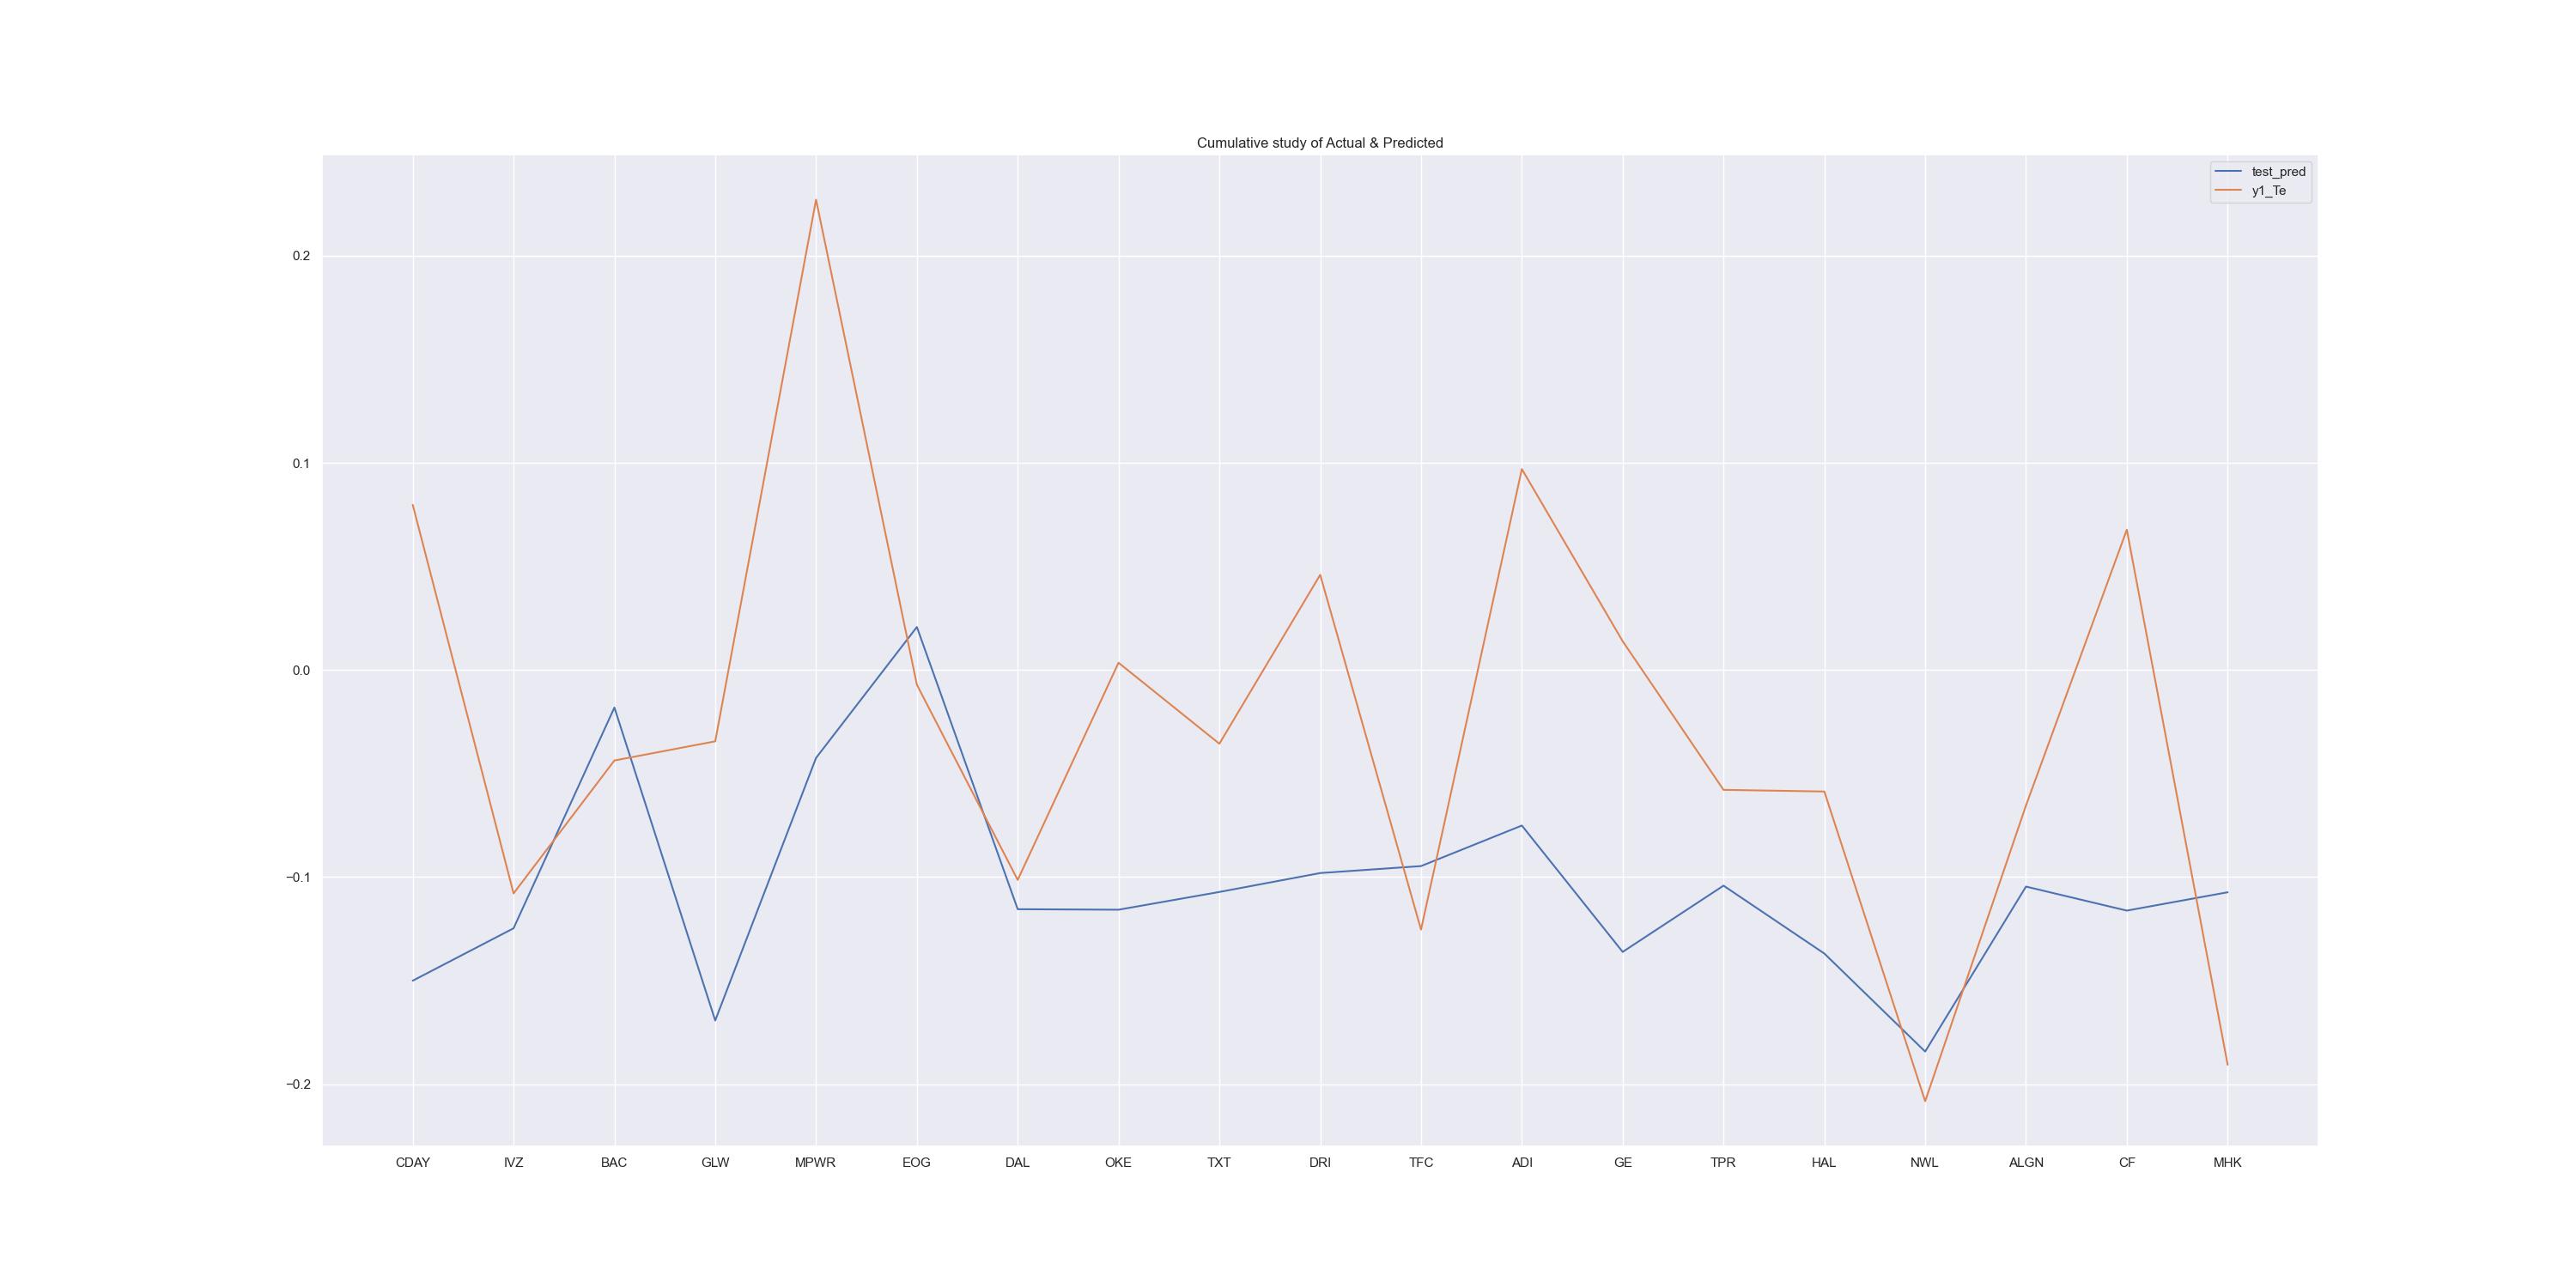 Cumulative study of Actual & Predicted
test_pred
y1_Te
0.2
0.1
0.0
−0.1
−0.2
CDAY IVZ BAC GLW MPWR EOG DAL OKE TXT DRI TFC ADI GE TPR HAL NWL ALGN CF MHK